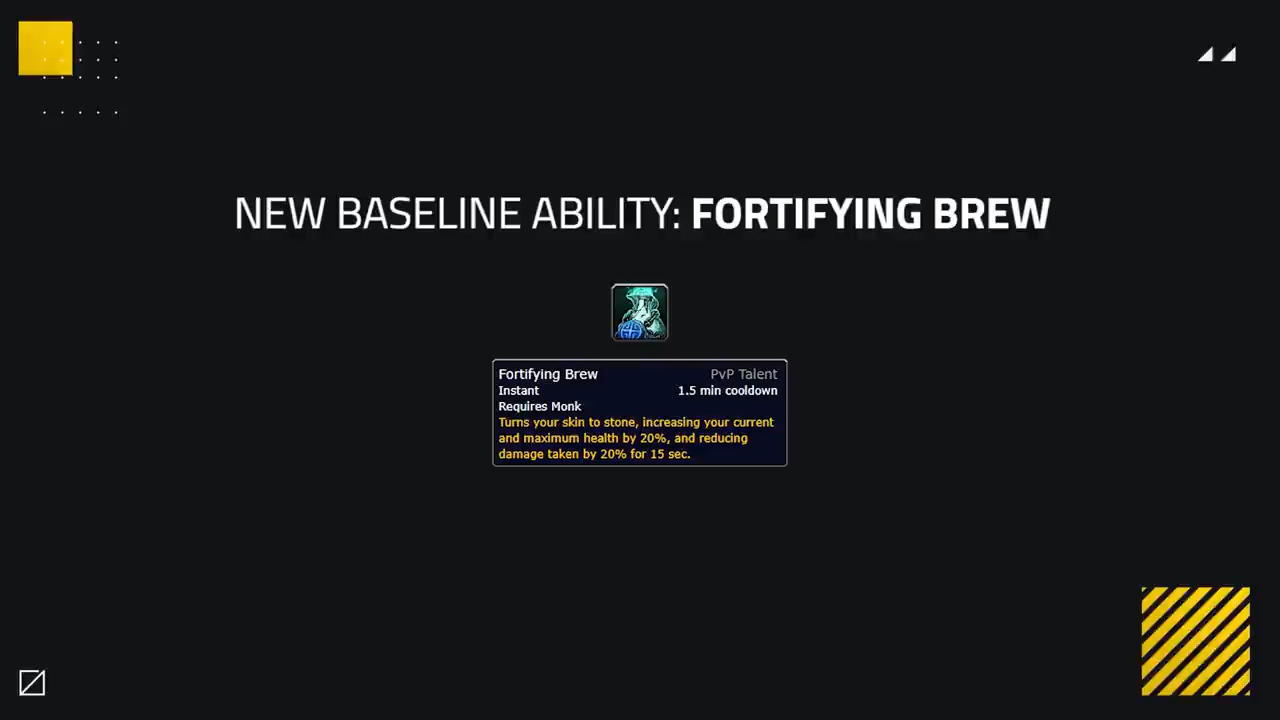 NEW BASELINE ABILITY: FORTIFYING BREW
Fortifying Brew PvP Talent
Instant 1.5 min cooldown
Requires Monk
Turns your skin to stone, increasing your current
and maximum health by 20%, and reducing
damage taken by 20% for 15 sec.